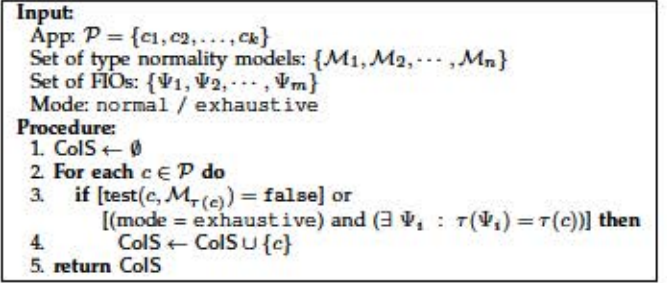 Input:
App: 𝒫 = {c₁, c₂, . . . , cₖ}
Set of type normality models: {ℳ₁, ℳ₂, ⋯ , ℳₙ}
Set of FIOs: {Ψ₁, Ψ₂, ⋯ , Ψₘ}
Mode: normal / exhaustive
Procedure:
1. ColS ← ∅
2. For each c ∈ 𝒫 do
3. if [test(c, ℳ_τ(c)) = false] or
[(mode = exhaustive) and (∃ Ψᵢ : τ(Ψᵢ) = τ(c))] then
4. ColS ← ColS ∪ {c}
5. return ColS